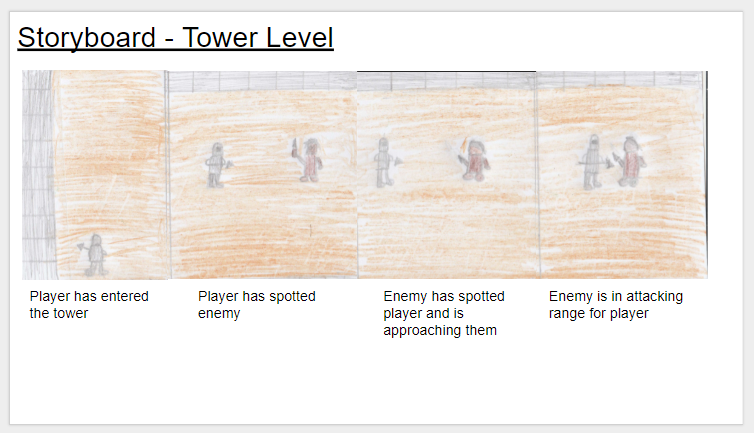 Storyboard - Tower Level
Player has entered
the tower
Player has spotted
enemy
Enemy has spotted
player and is
approaching them
Enemy is in attacking
range for player